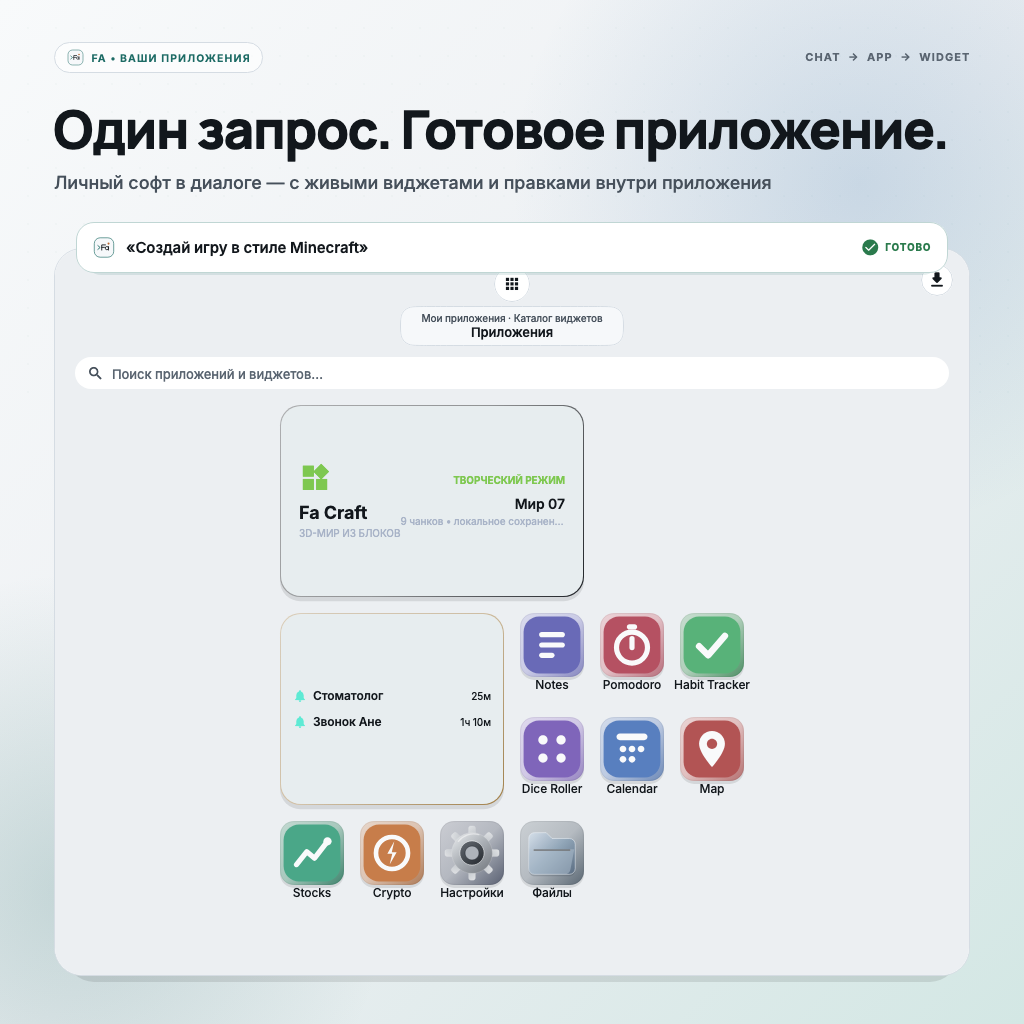 Fa FA • ВАШИ ПРИЛОЖЕНИЯ
CHAT → APP → WIDGET
Один запрос. Готовое приложение.
Личный софт в диалоге — с живыми виджетами и правками внутри приложения
Fa «Создай игру в стиле Minecraft»
ГОТОВО
Мои приложения · Каталог виджетов
Приложения
Поиск приложений и виджетов...
ТВОРЧЕСКИЙ РЕЖИМ
Fa Craft
Мир 07
3D-МИР ИЗ БЛОКОВ
9 чанков • локальное сохранен...
Стоматолог 25м
Звонок Ане 1ч 10м
Notes Pomodoro Habit Tracker
Dice Roller Calendar Map
Stocks Crypto Настройки Файлы